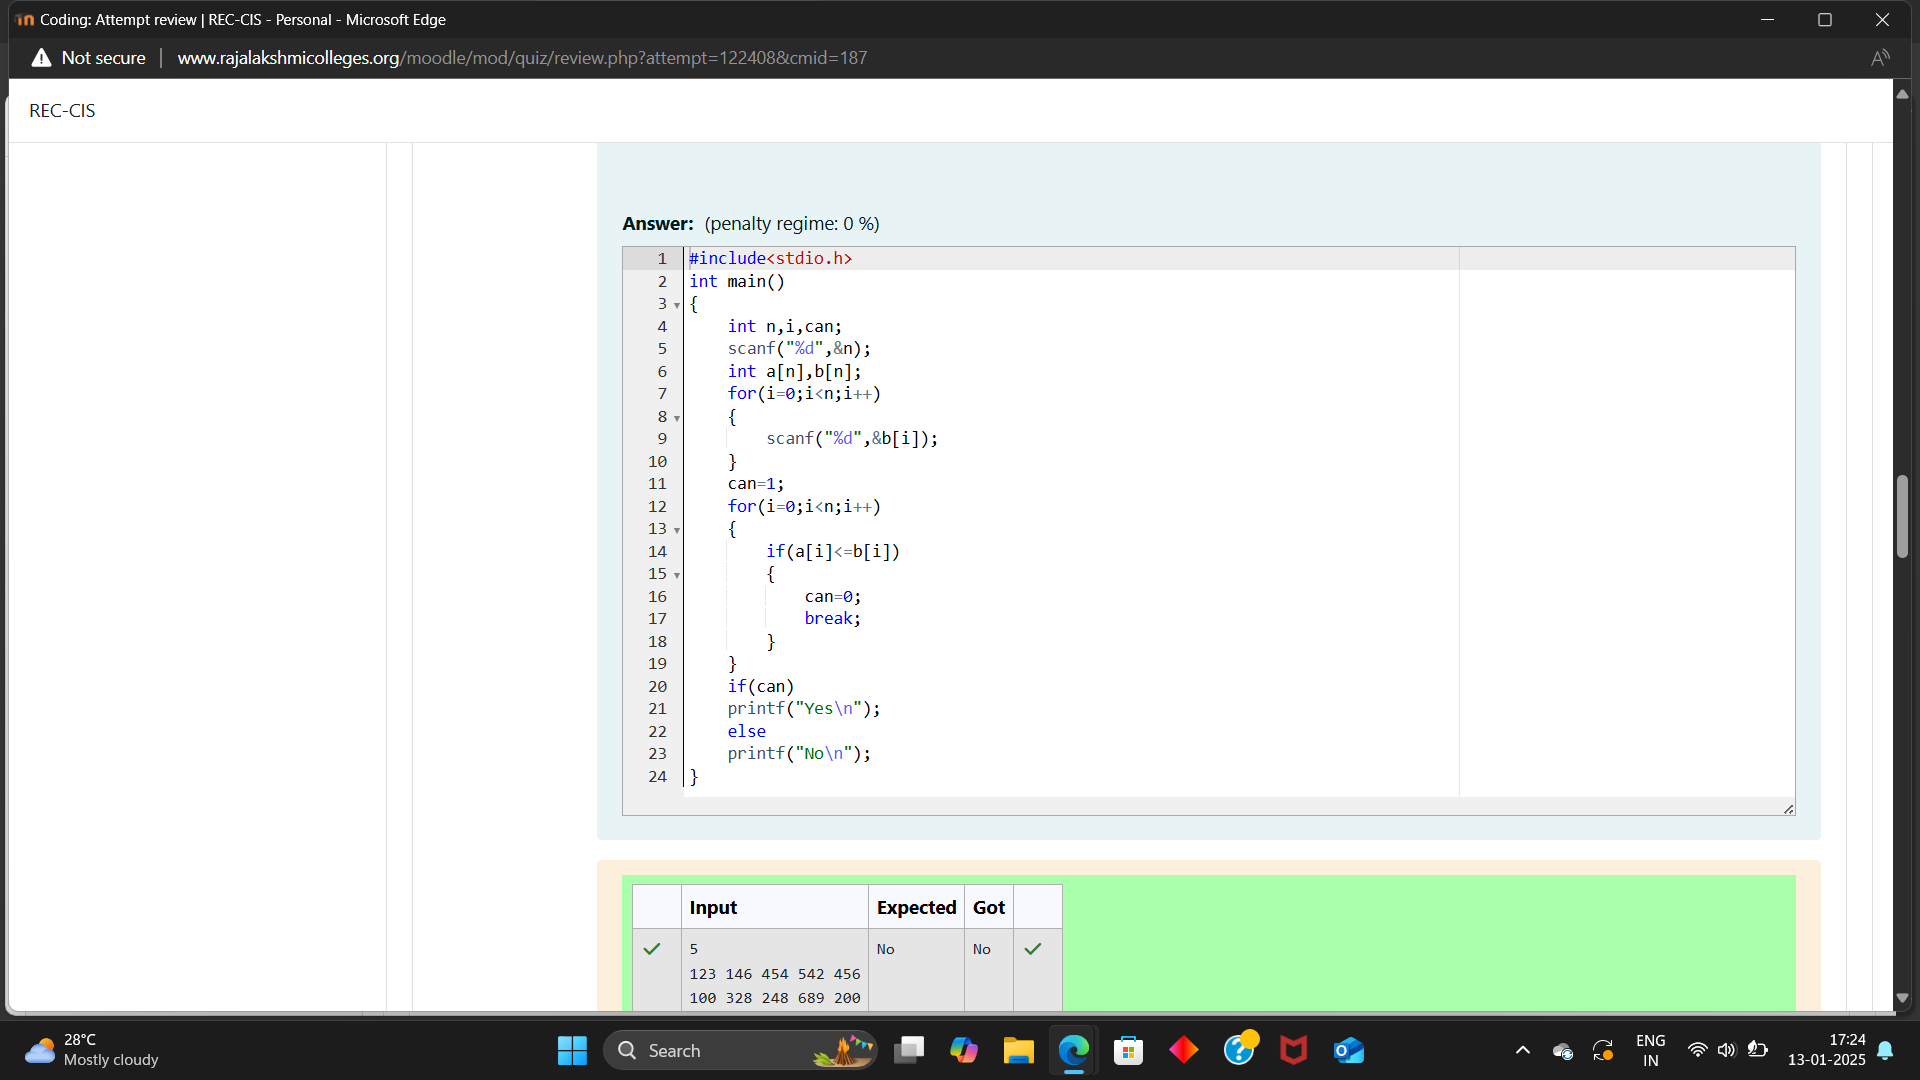 Coding: Attempt review | REC-CIS - Personal - Microsoft Edge
Not secure | www.rajalakshmicolleges.org/moodle/mod/quiz/review.php?attempt=122408&cmid=187
REC-CIS
Answer: (penalty regime: 0 %)
1 #include<stdio.h>
2 int main()
3 {
4     int n,i,can;
5     scanf("%d",&n);
6     int a[n],b[n];
7     for(i=0;i<n;i++)
8     {
9         scanf("%d",&b[i]);
10     }
11     can=1;
12     for(i=0;i<n;i++)
13     {
14         if(a[i]<=b[i])
15         {
16             can=0;
17             break;
18         }
19     }
20     if(can)
21     printf("Yes\n");
22     else
23     printf("No\n");
24 }
Input Expected Got
5 No No
123 146 454 542 456
100 328 248 689 200
28°C
Mostly cloudy
Search
ENG
IN
17:24
13-01-2025